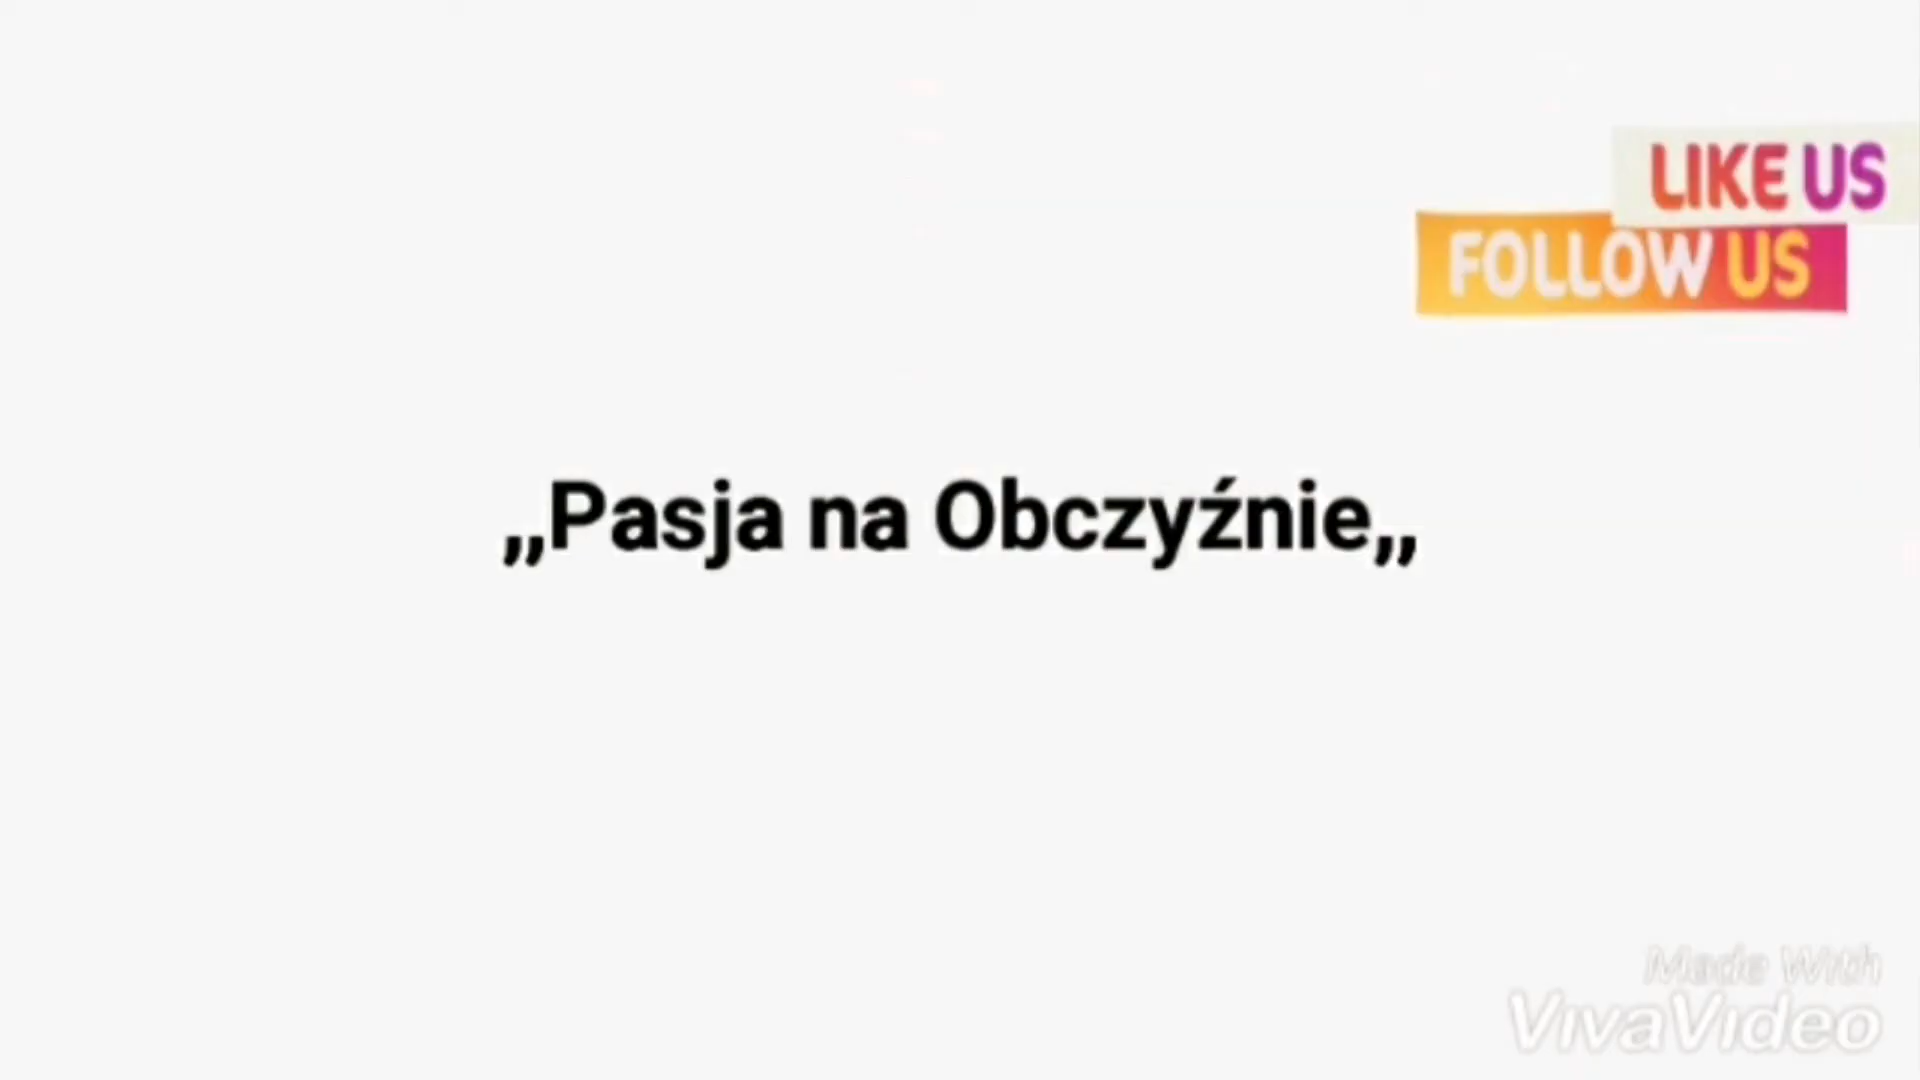 LIKE US
FOLLOW US
,,Pasja na Obczyźnie,,
Made With
VivaVideo